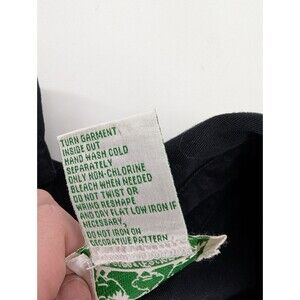 TURN GARMENT
INSIDE OUT
HAND WASH COLD
SEPARATELY
ONLY NON-CHLORINE
BLEACH WHEN NEEDED
DO NOT TWIST OR
WRING RESHAPE
AND DRY FLAT LOW IRON IF
NECESSARY.
DO NOT IRON ON
DECORATIVE PATTERN